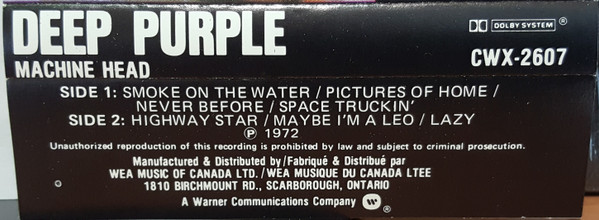 DEEP PURPLE
DOLBY SYSTEM ®
MACHINE HEAD
CWX-2607
SIDE 1: SMOKE ON THE WATER / PICTURES OF HOME /
NEVER BEFORE / SPACE TRUCKIN'
SIDE 2: HIGHWAY STAR / MAYBE I'M A LEO / LAZY
℗ 1972
Unauthorized reproduction of this recording is prohibited by law and subject to criminal prosecution.
Manufactured & Distributed by/Fabriqué & Distribué par
WEA MUSIC OF CANADA LTD. / WEA MUSIQUE DU CANADA LTEE
1810 BIRCHMOUNT RD., SCARBOROUGH, ONTARIO
A Warner Communications Company ®